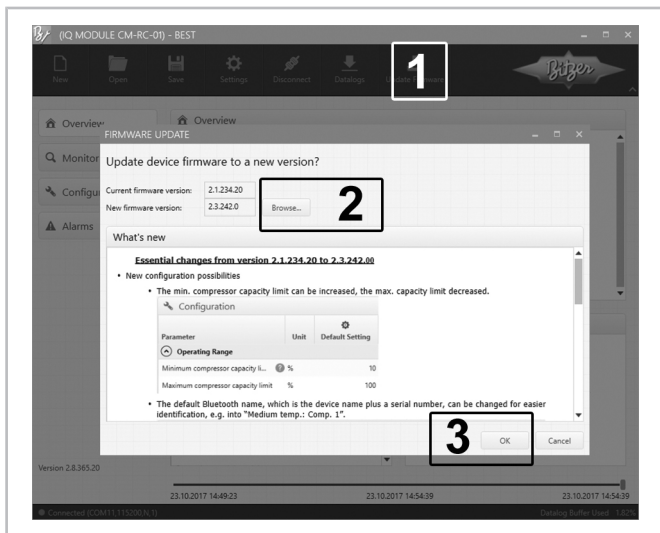 (IQ MODULE CM-RC-01) - BEST
New Open Save Settings Disconnect Datalogs Update Firmware
1
Bitzer
Overview
Overview
Monitor
Configu
Alarms
FIRMWARE UPDATE
Update device firmware to a new version?
Current firmware version: 2.1.234.20
New firmware version: 2.3.242.0 Browse... 2
What's new
Essential changes from version 2.1.234.20 to 2.3.242.00
• New configuration possibilities
• The min. compressor capacity limit can be increased, the max. capacity limit decreased.
Configuration
Parameter Unit Default Setting
Operating Range
Minimum compressor capacity li... ? % 10
Maximum compressor capacity limit % 100
• The default Bluetooth name, which is the device name plus a serial number, can be changed for easier
identification, e.g. into "Medium temp.: Comp. 1".
3 OK Cancel
Version 2.8.365.20
23.10.2017 14:49:23 23.10.2017 14:54:39 23.10.2017 14:54:39
Connected (COM11,115200,N,1) Datalog Buffer Used 1.82%